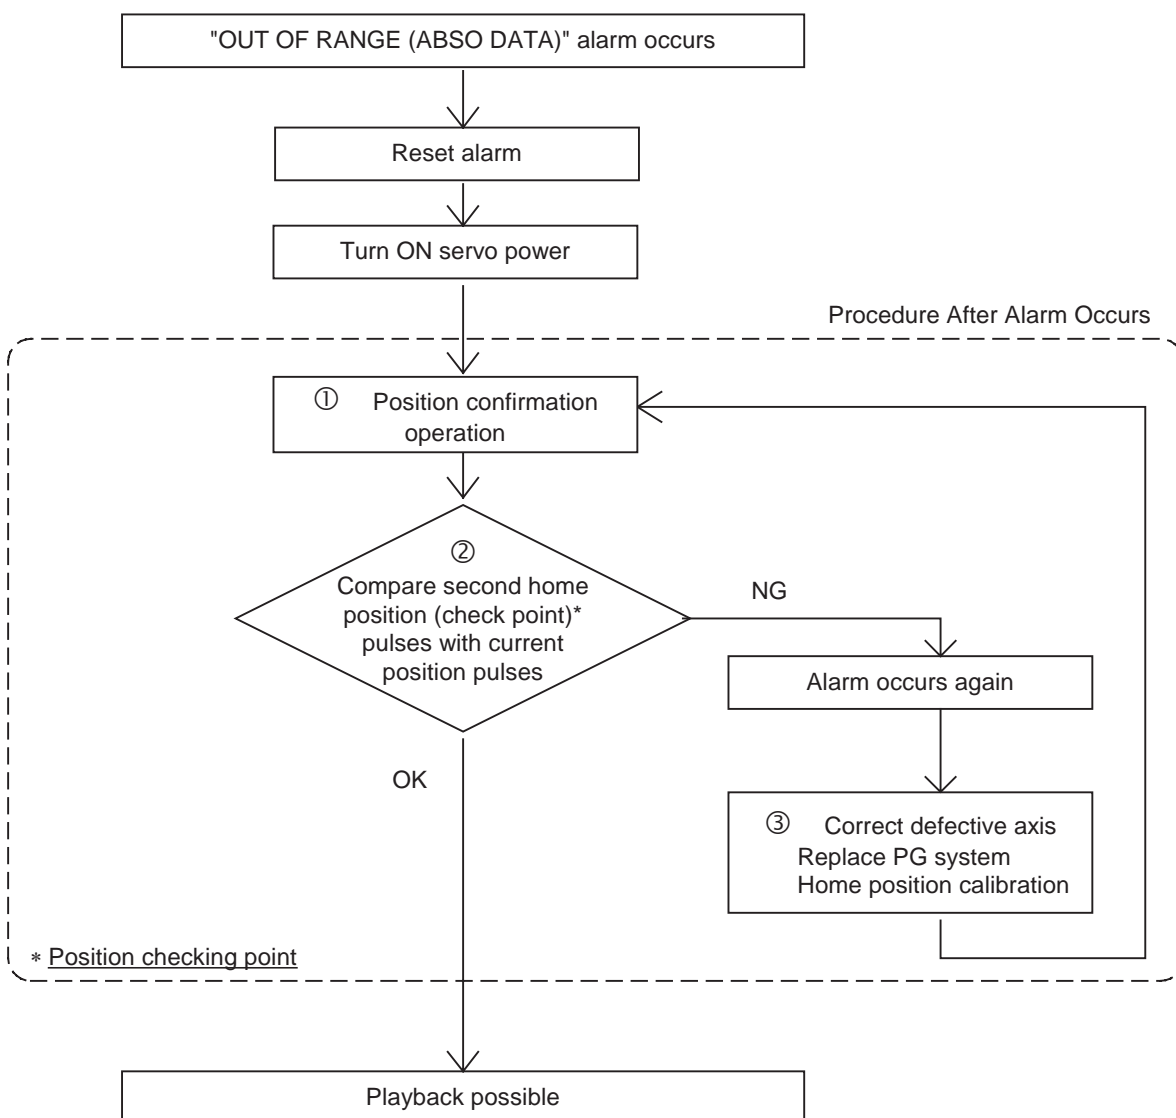 "OUT OF RANGE (ABSO DATA)" alarm occurs
Reset alarm
Turn ON servo power
Procedure After Alarm Occurs
① Position confirmation
operation
②
Compare second home
position (check point)*
pulses with current
position pulses
NG
Alarm occurs again
OK
③ Correct defective axis
Replace PG system
Home position calibration
* Position checking point
Playback possible